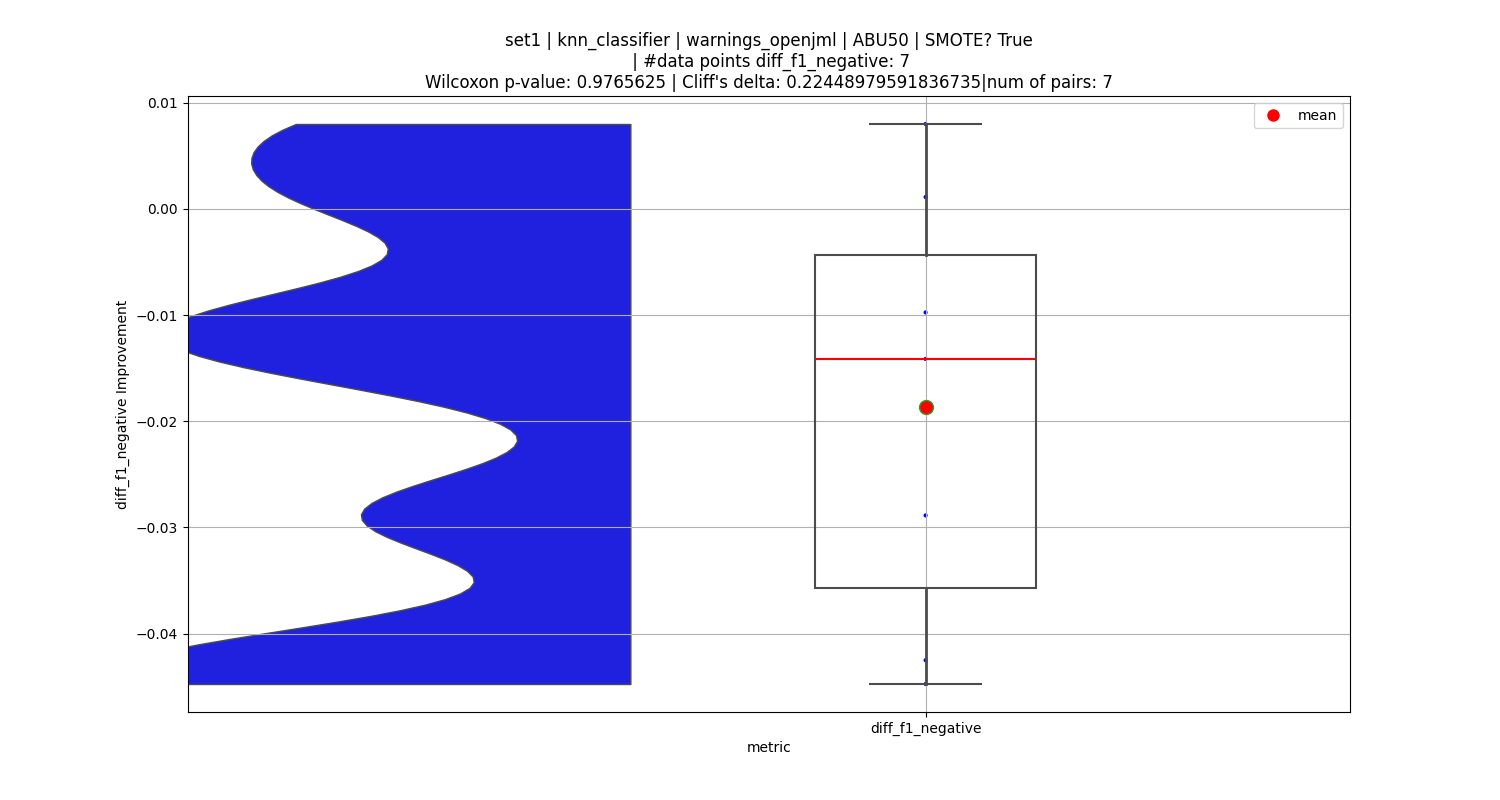 set1 | knn_classifier | warnings_openjml | ABU50 | SMOTE? True
| #data points diff_f1_negative: 7
Wilcoxon p-value: 0.9765625 | Cliff's delta: 0.22448979591836735|num of pairs: 7
mean
0.01
0.00
−0.01
−0.02
−0.03
−0.04
diff_f1_negative Improvement
diff_f1_negative
metric